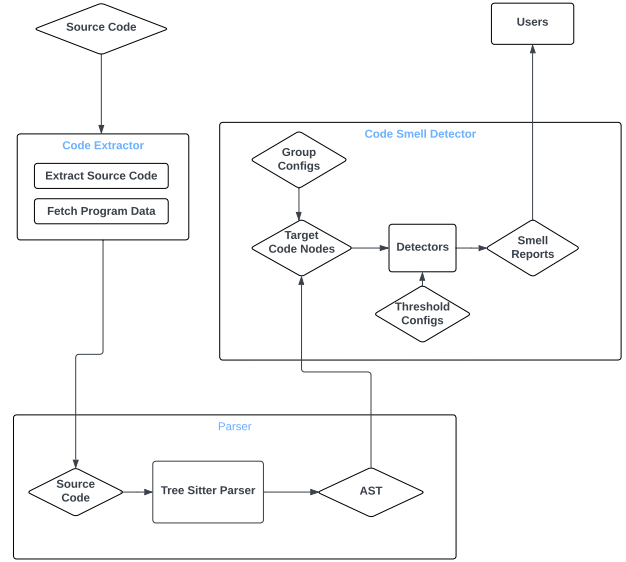 Source Code
Users
Code Extractor
Extract Source Code
Fetch Program Data
Code Smell Detector
Group
Configs
Target
Code Nodes
Detectors
Smell
Reports
Threshold
Configs
Parser
Source
Code
Tree Sitter Parser
AST